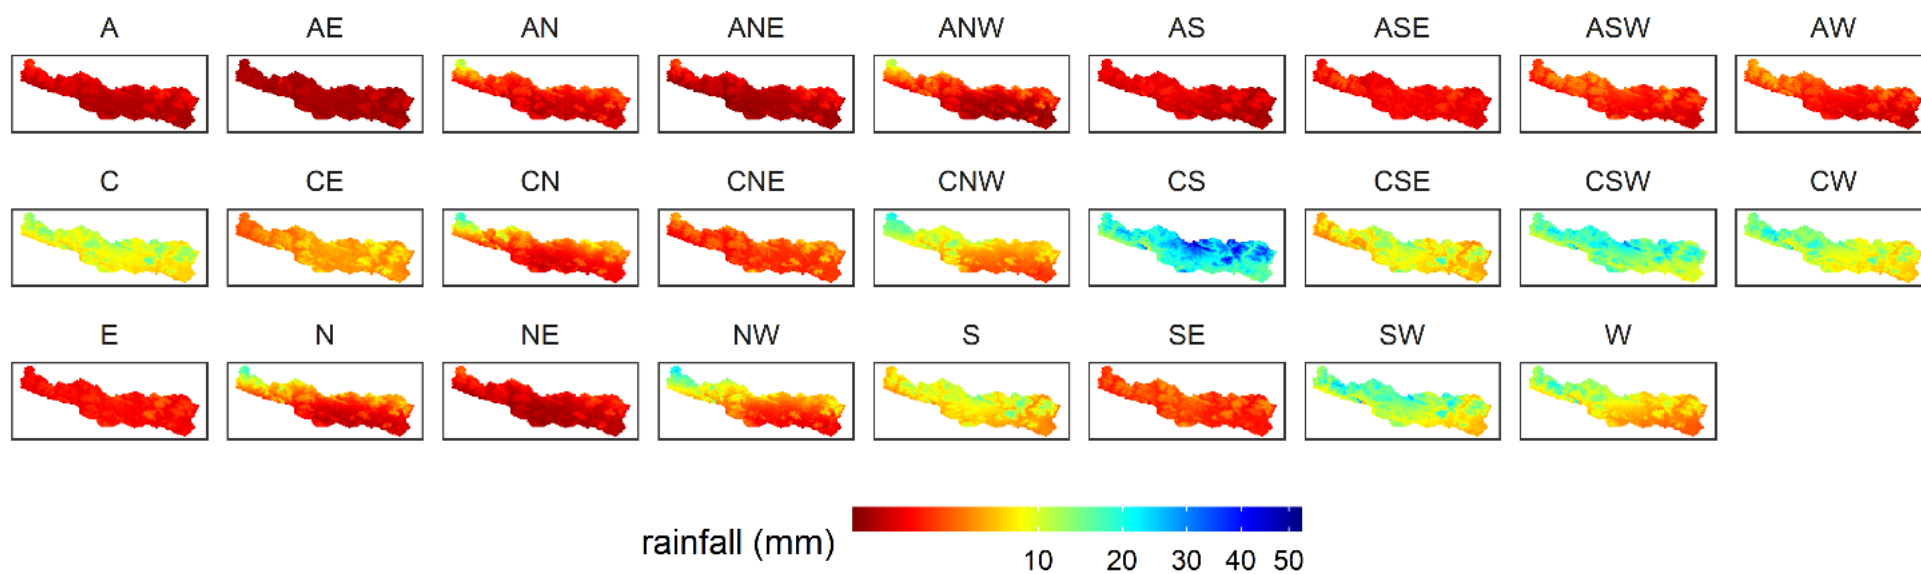 A AE AN ANE ANW AS ASE ASW AW
C CE CN CNE CNW CS CSE CSW CW
E N NE NW S SE SW W
rainfall (mm)
10 20 30 40 50